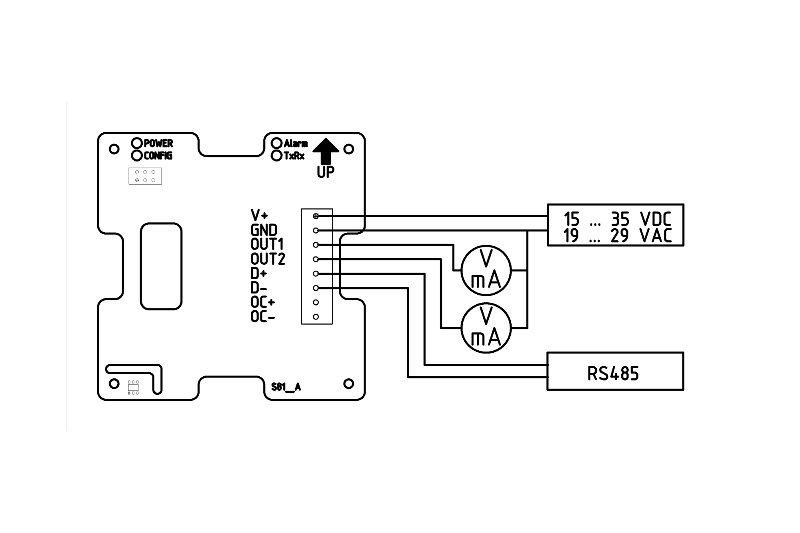 POWER
CONFIG
Alarm
TxRx
UP
V+
GND
OUT1
OUT2
D+
D-
OC+
OC-
15 ... 35 VDC
19 ... 29 VAC
V
mA
V
mA
RS485
S01__A